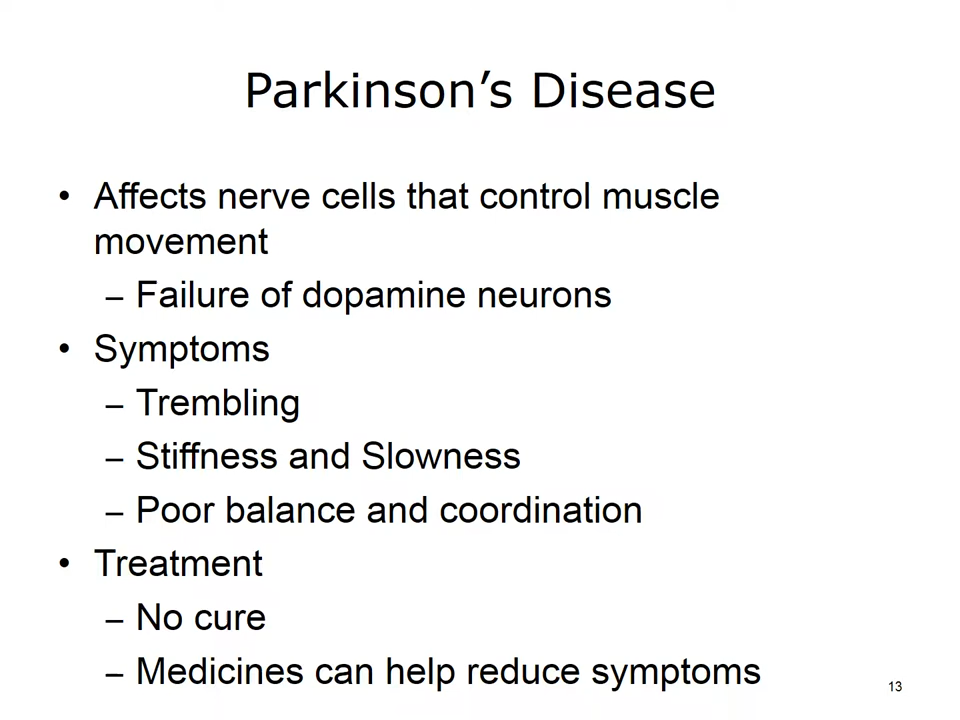 Parkinson’s Disease
• Affects nerve cells that control muscle
movement
– Failure of dopamine neurons
• Symptoms
– Trembling
– Stiffness and Slowness
– Poor balance and coordination
• Treatment
– No cure
– Medicines can help reduce symptoms
13